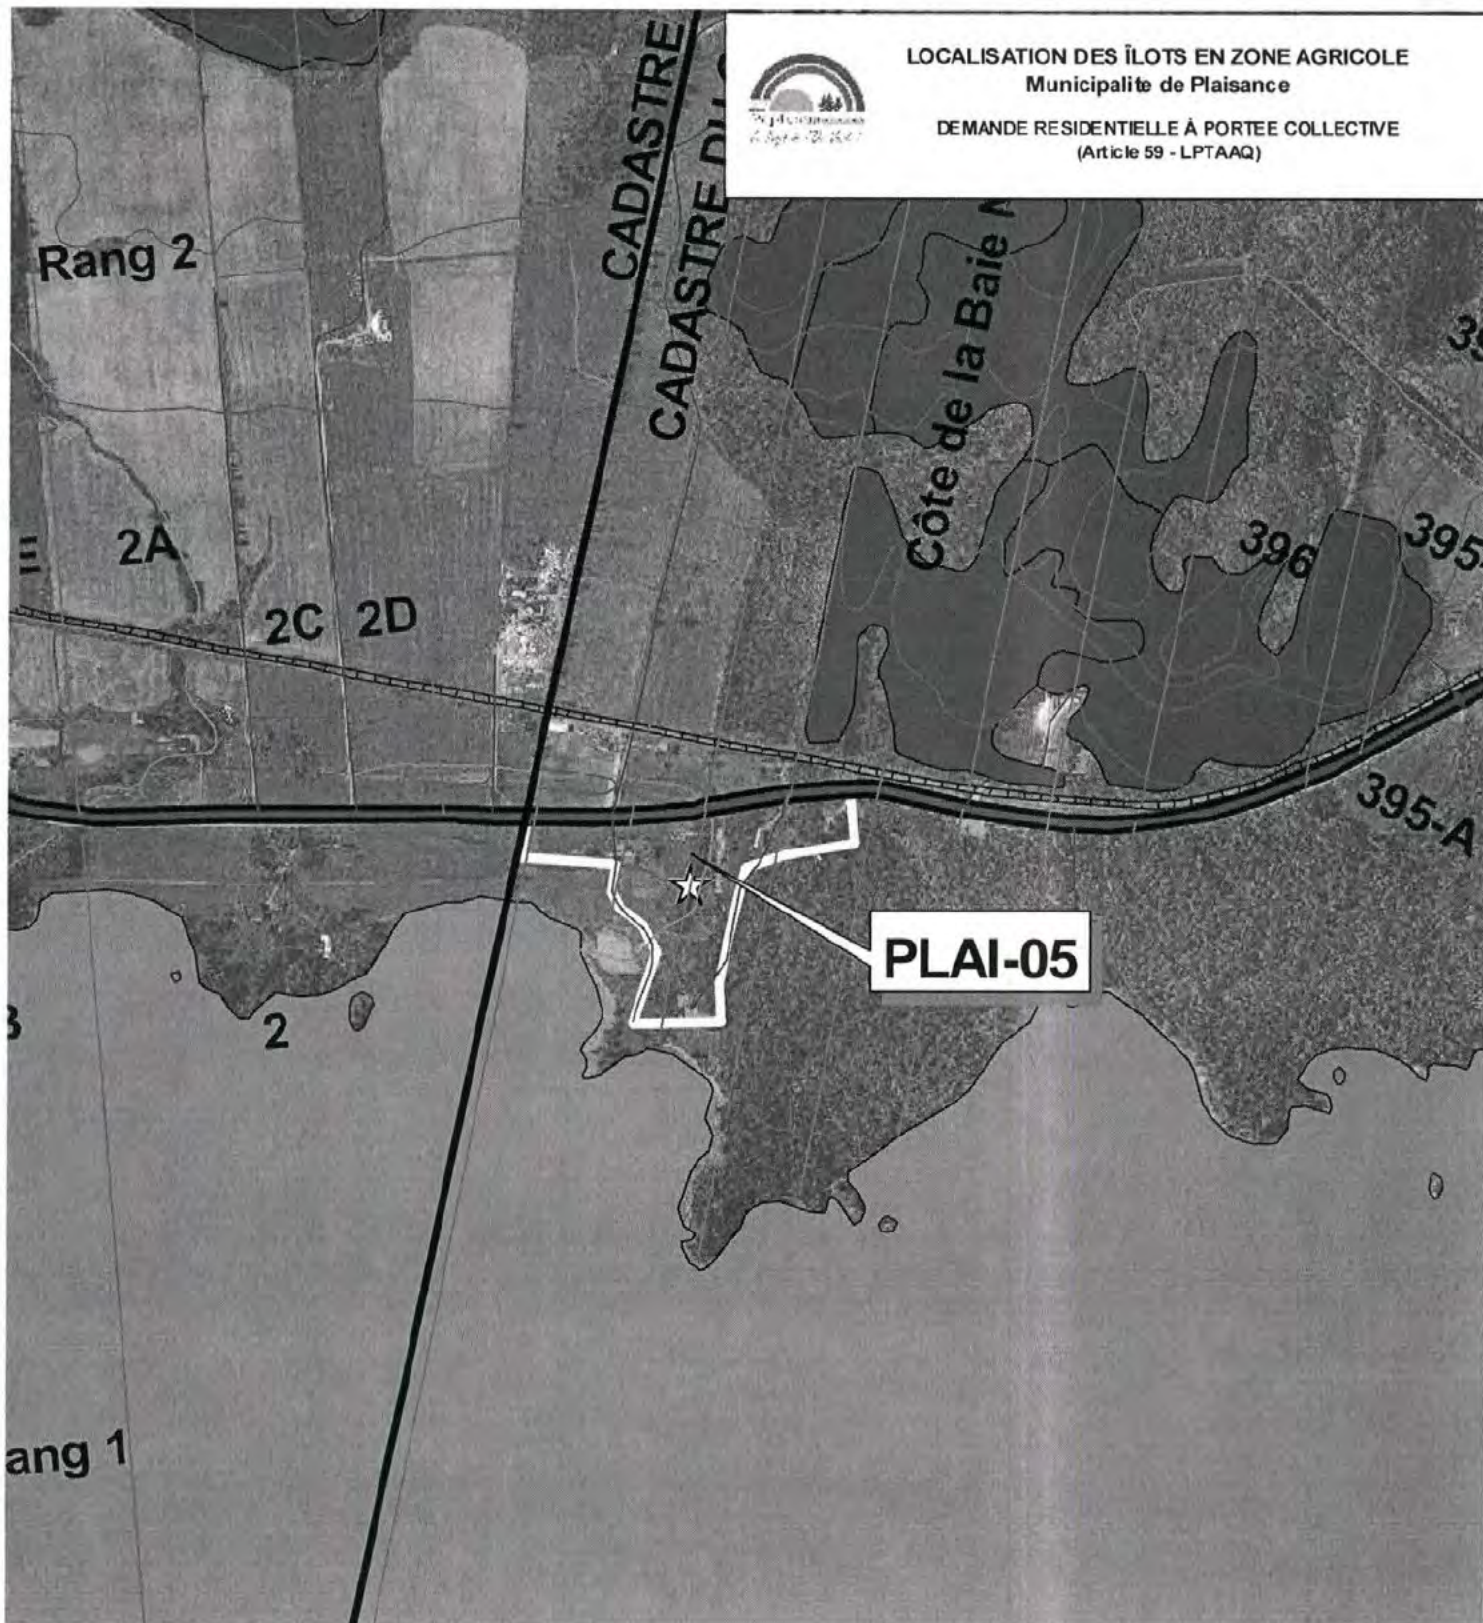 LOCALISATION DES ÎLOTS EN ZONE AGRICOLE
Municipalite de Plaisance
DEMANDE RESIDENTIELLE À PORTEE COLLECTIVE
(Article 59 - LPTAAQ)
CADASTRE
CADASTRE
Rang 2
Côte de la Baie
396
395-
2A
2C
2D
395-A
PLAI-05
2
ang 1